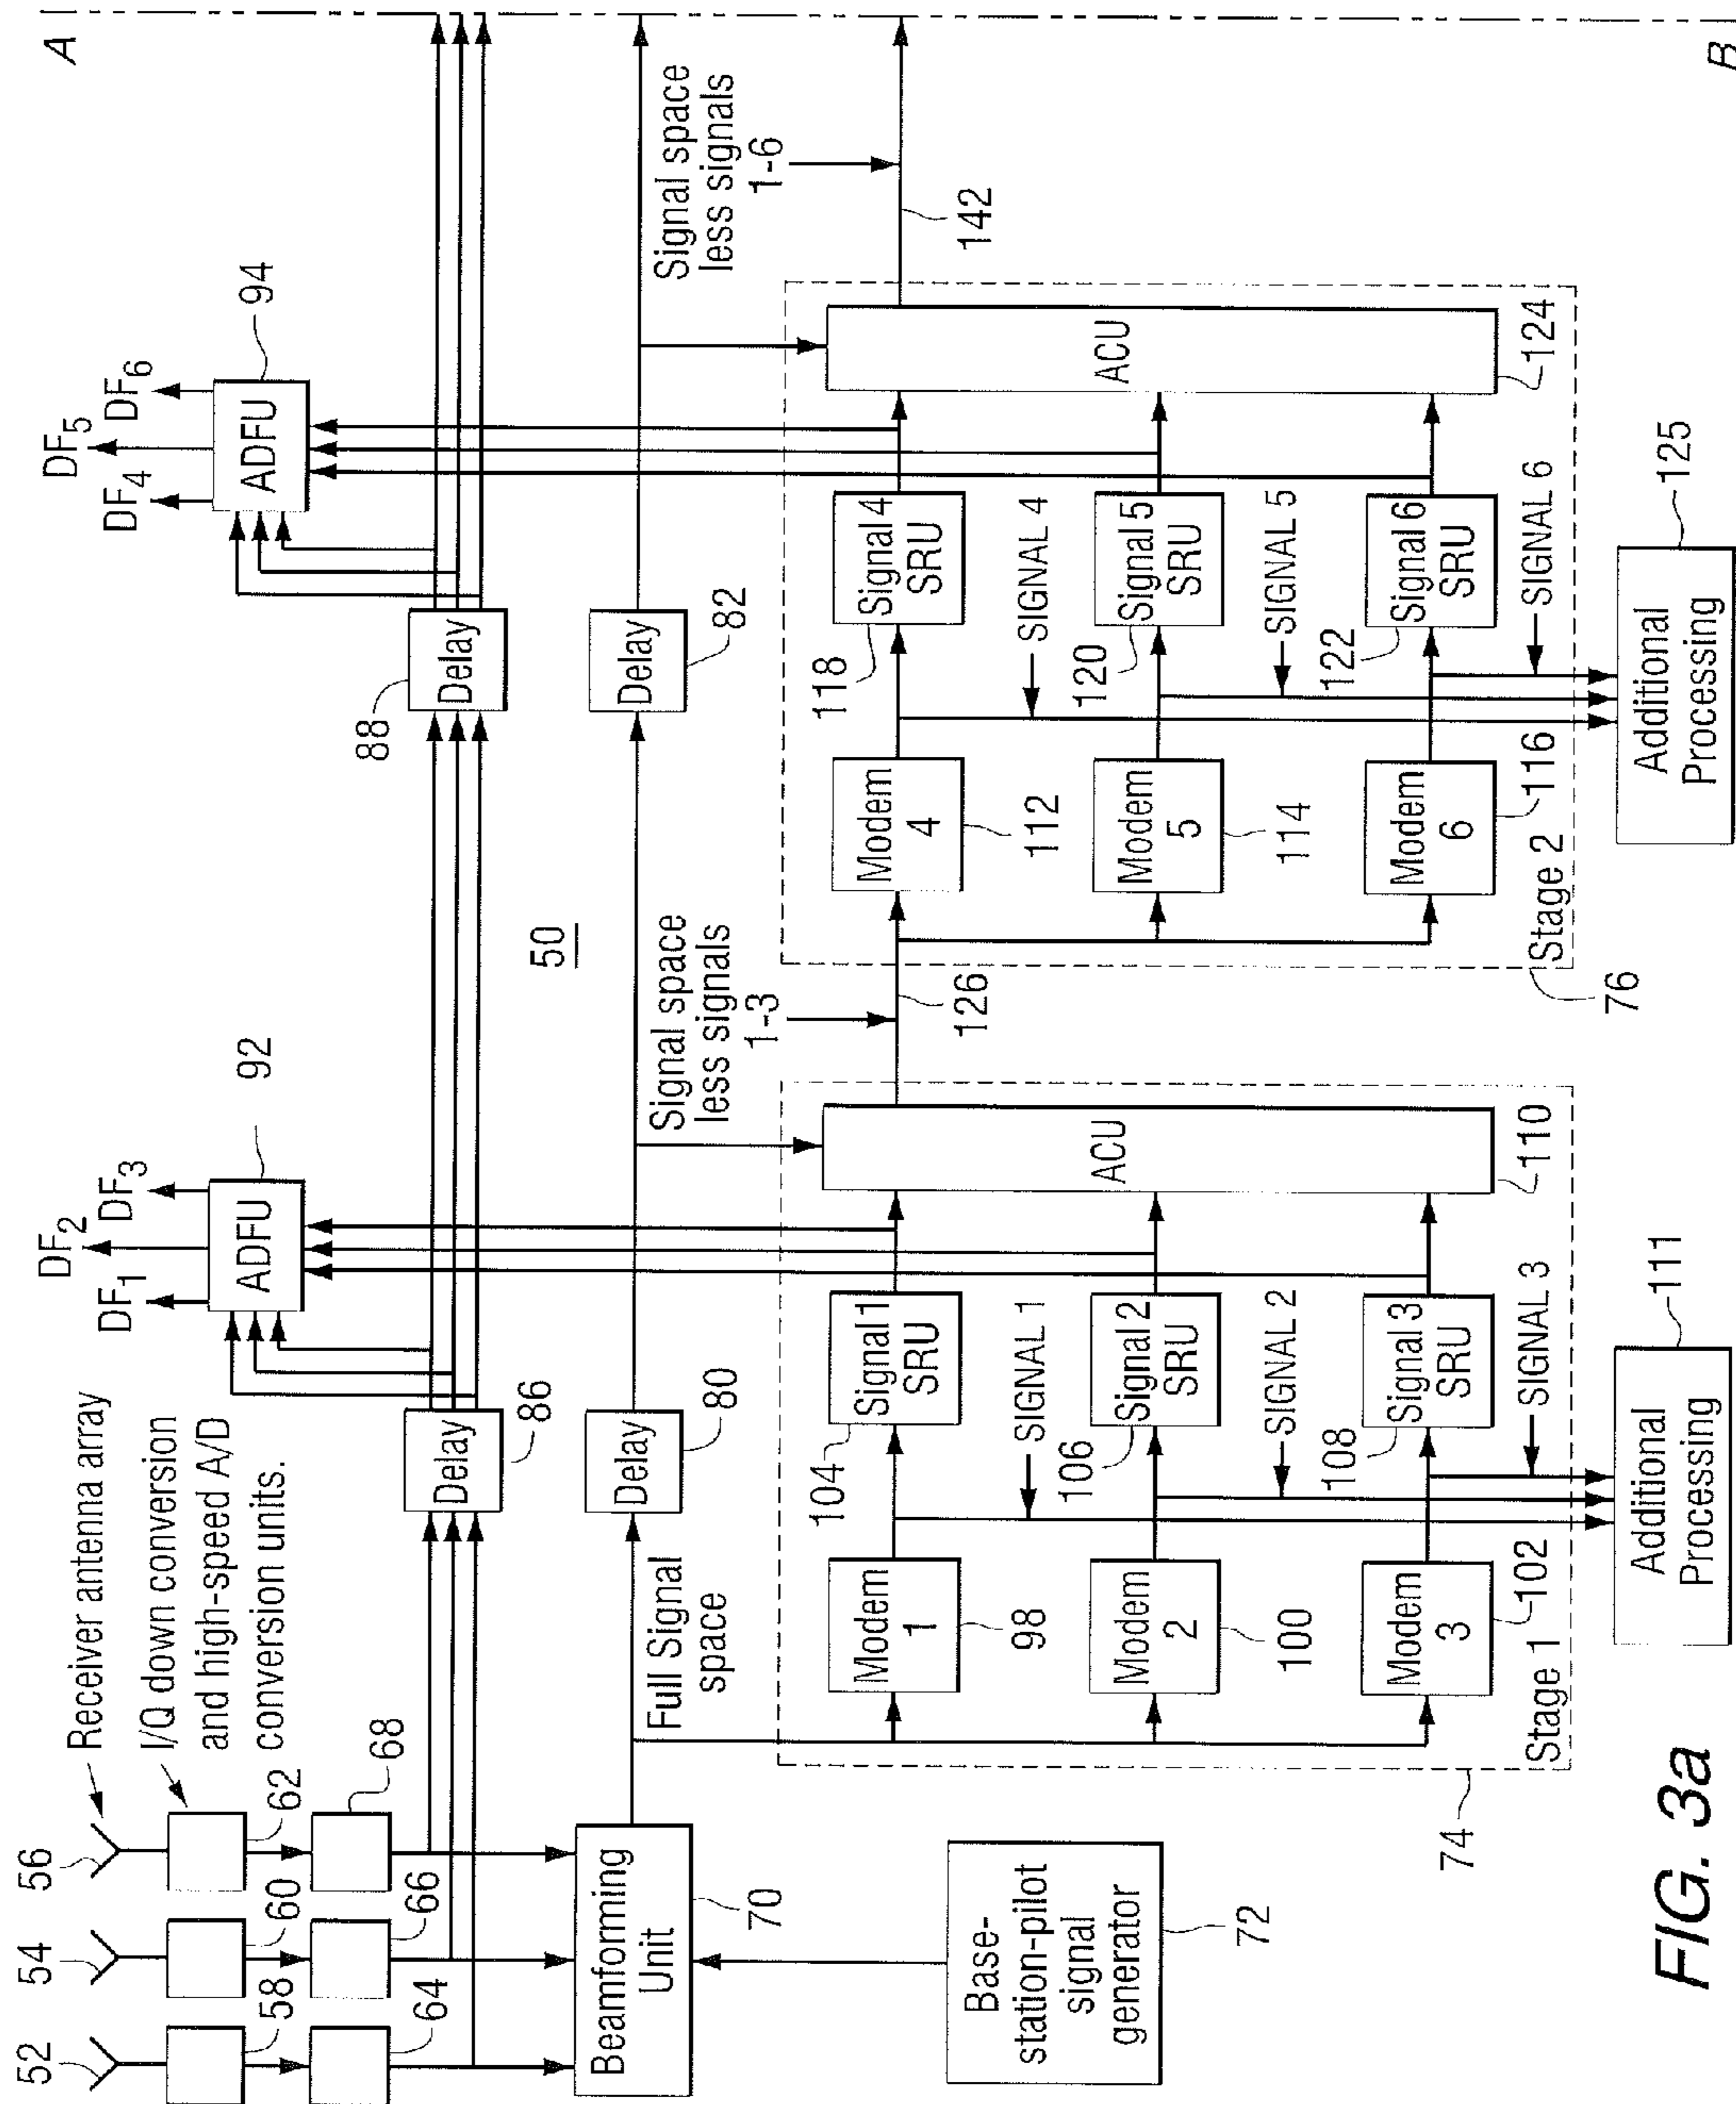 A
B
52
54
56
Receiver antenna array
I/Q down conversion
and high-speed A/D
conversion units.
58
60
62
64
66
68
Beamforming
Unit
70
Base-
station-pilot
signal
generator
72
Full Signal
space
Delay
86
Delay
80
DF1
DF2
DF3
ADFU
92
50
Delay
88
Delay
82
DF4
DF5
DF6
ADFU
94
Signal space
less signals
1-3
126
Signal space
less signals
1-6
142
Stage 1
74
Modem
1
98
Modem
2
100
Modem
3
102
104
Signal 1
SRU
106
Signal 2
SRU
108
Signal 3
SRU
SIGNAL 1
SIGNAL 2
SIGNAL 3
ACU
110
Additional
Processing
111
Stage 2
76
Modem
4
112
Modem
5
114
Modem
6
116
118
Signal 4
SRU
120
Signal 5
SRU
122
Signal 6
SRU
SIGNAL 4
SIGNAL 5
SIGNAL 6
ACU
124
Additional
Processing
125
FIG. 3a